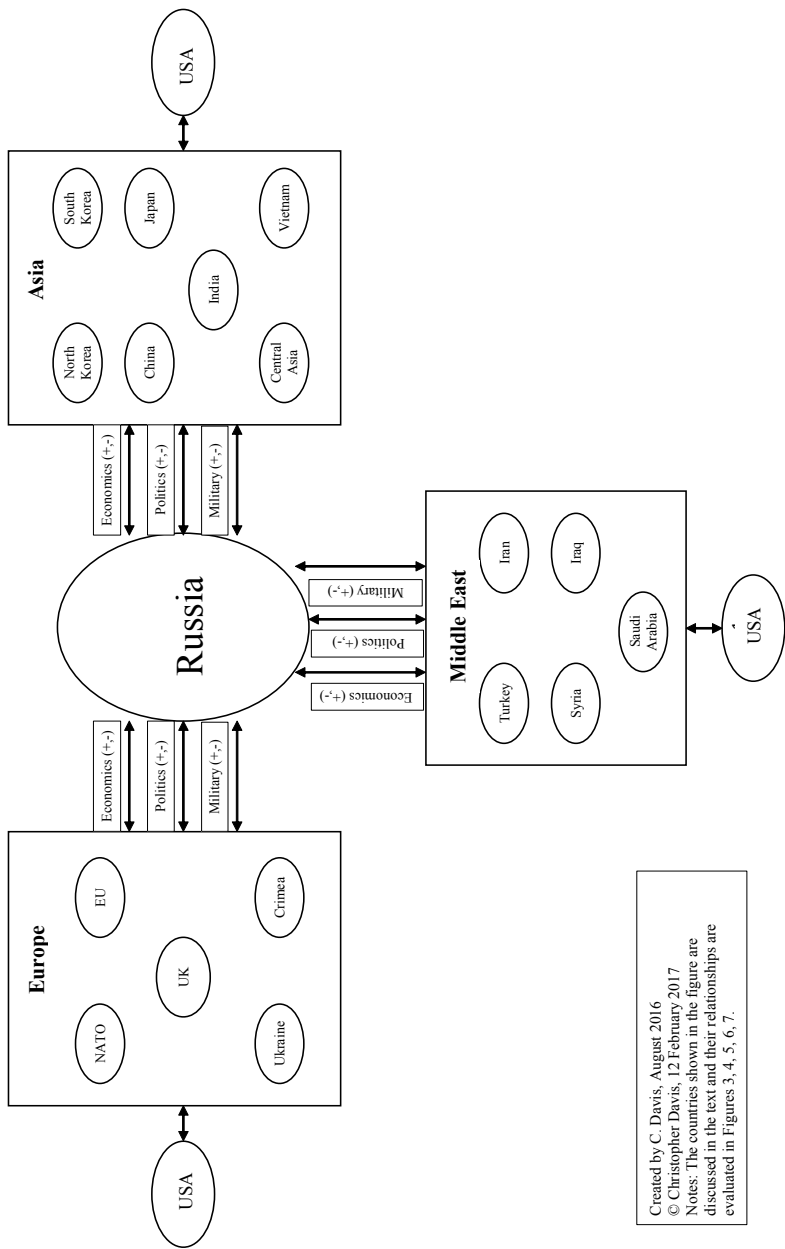 USA
Europe
NATO
EU
UK
Ukraine
Crimea
Economics (+,-)
Politics (+,-)
Military (+,-)
Russia
Economics (+,-)
Politics (+,-)
Military (+,-)
Asia
North
Korea
South
Korea
China
Japan
India
Central
Asia
Vietnam
USA
Economics (+,-)
Politics (+,-)
Military (+,-)
Middle East
Turkey
Iran
Syria
Iraq
Saudi
Arabia
USA
Created by C. Davis, August 2016
© Christopher Davis, 12 February 2017
Notes: The countries shown in the figure are
discussed in the text and their relationships are
evaluated in Figures 3, 4, 5, 6, 7.